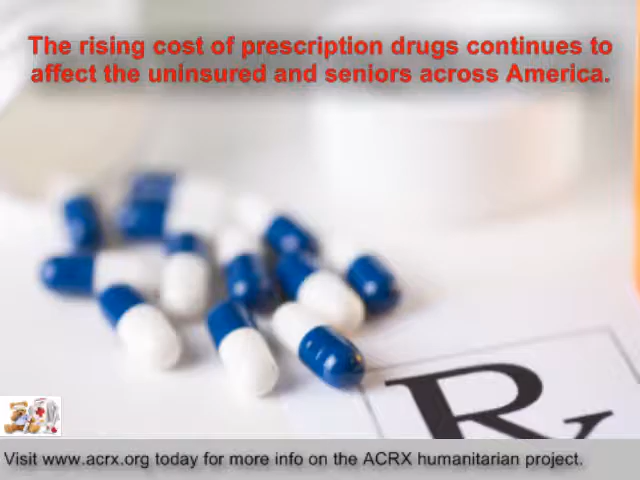 The rising cost of prescription drugs continues to
affect the uninsured and seniors across America.
Rx
Visit www.acrx.org today for more info on the ACRX humanitarian project.